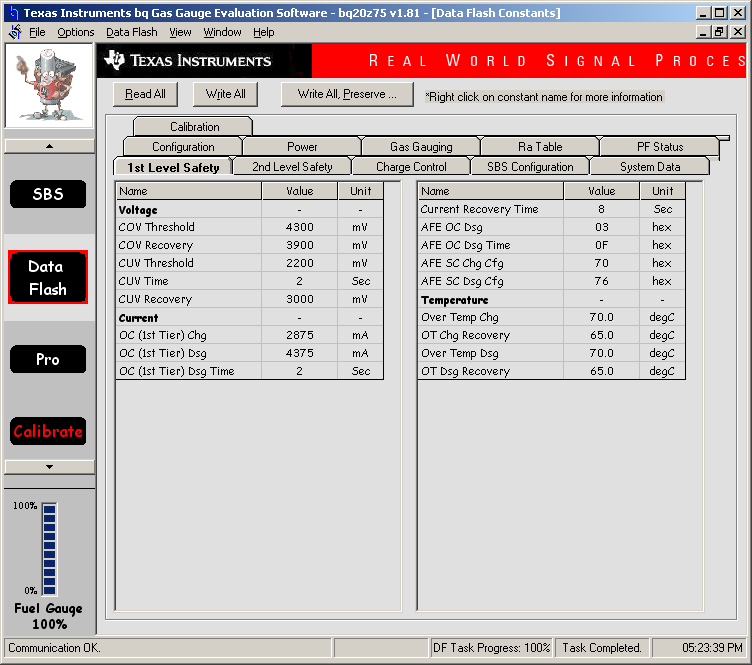 Texas Instruments bq Gas Gauge Evaluation Software - bq20z75 v1.81 - [Data Flash Constants]
File Options Data Flash View Window Help
TEXAS INSTRUMENTS REAL WORLD SIGNAL PROCES
Read All Write All Write All, Preserve ... *Right click on constant name for more information
Calibration
Configuration Power Gas Gauging Ra Table PF Status
1st Level Safety 2nd Level Safety Charge Control SBS Configuration System Data
Name Value Unit
Voltage - -
COV Threshold 4300 mV
COV Recovery 3900 mV
CUV Threshold 2200 mV
CUV Time 2 Sec
CUV Recovery 3000 mV
Current - -
OC (1st Tier) Chg 2875 mA
OC (1st Tier) Dsg 4375 mA
OC (1st Tier) Dsg Time 2 Sec
Name Value Unit
Current Recovery Time 8 Sec
AFE OC Dsg 03 hex
AFE OC Dsg Time 0F hex
AFE SC Chg Cfg 70 hex
AFE SC Dsg Cfg 76 hex
Temperature - -
Over Temp Chg 70.0 degC
OT Chg Recovery 65.0 degC
Over Temp Dsg 70.0 degC
OT Dsg Recovery 65.0 degC
SBS
Data
Flash
Pro
Calibrate
100%
0%
Fuel Gauge
100%
Communication OK. DF Task Progress: 100% Task Completed. 05:23:39 PM